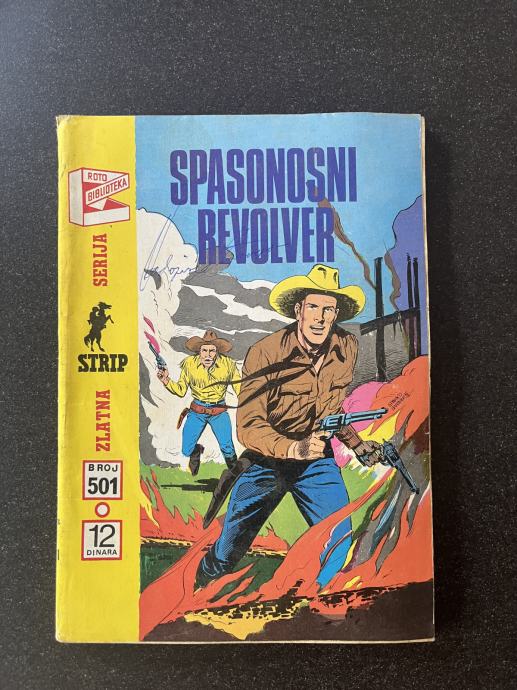 ROTO
BIBLIOTEKA
ZLATNA SERIJA
STRIP
BROJ
501
12
DINARA
SPASONOSNI
REVOLVER